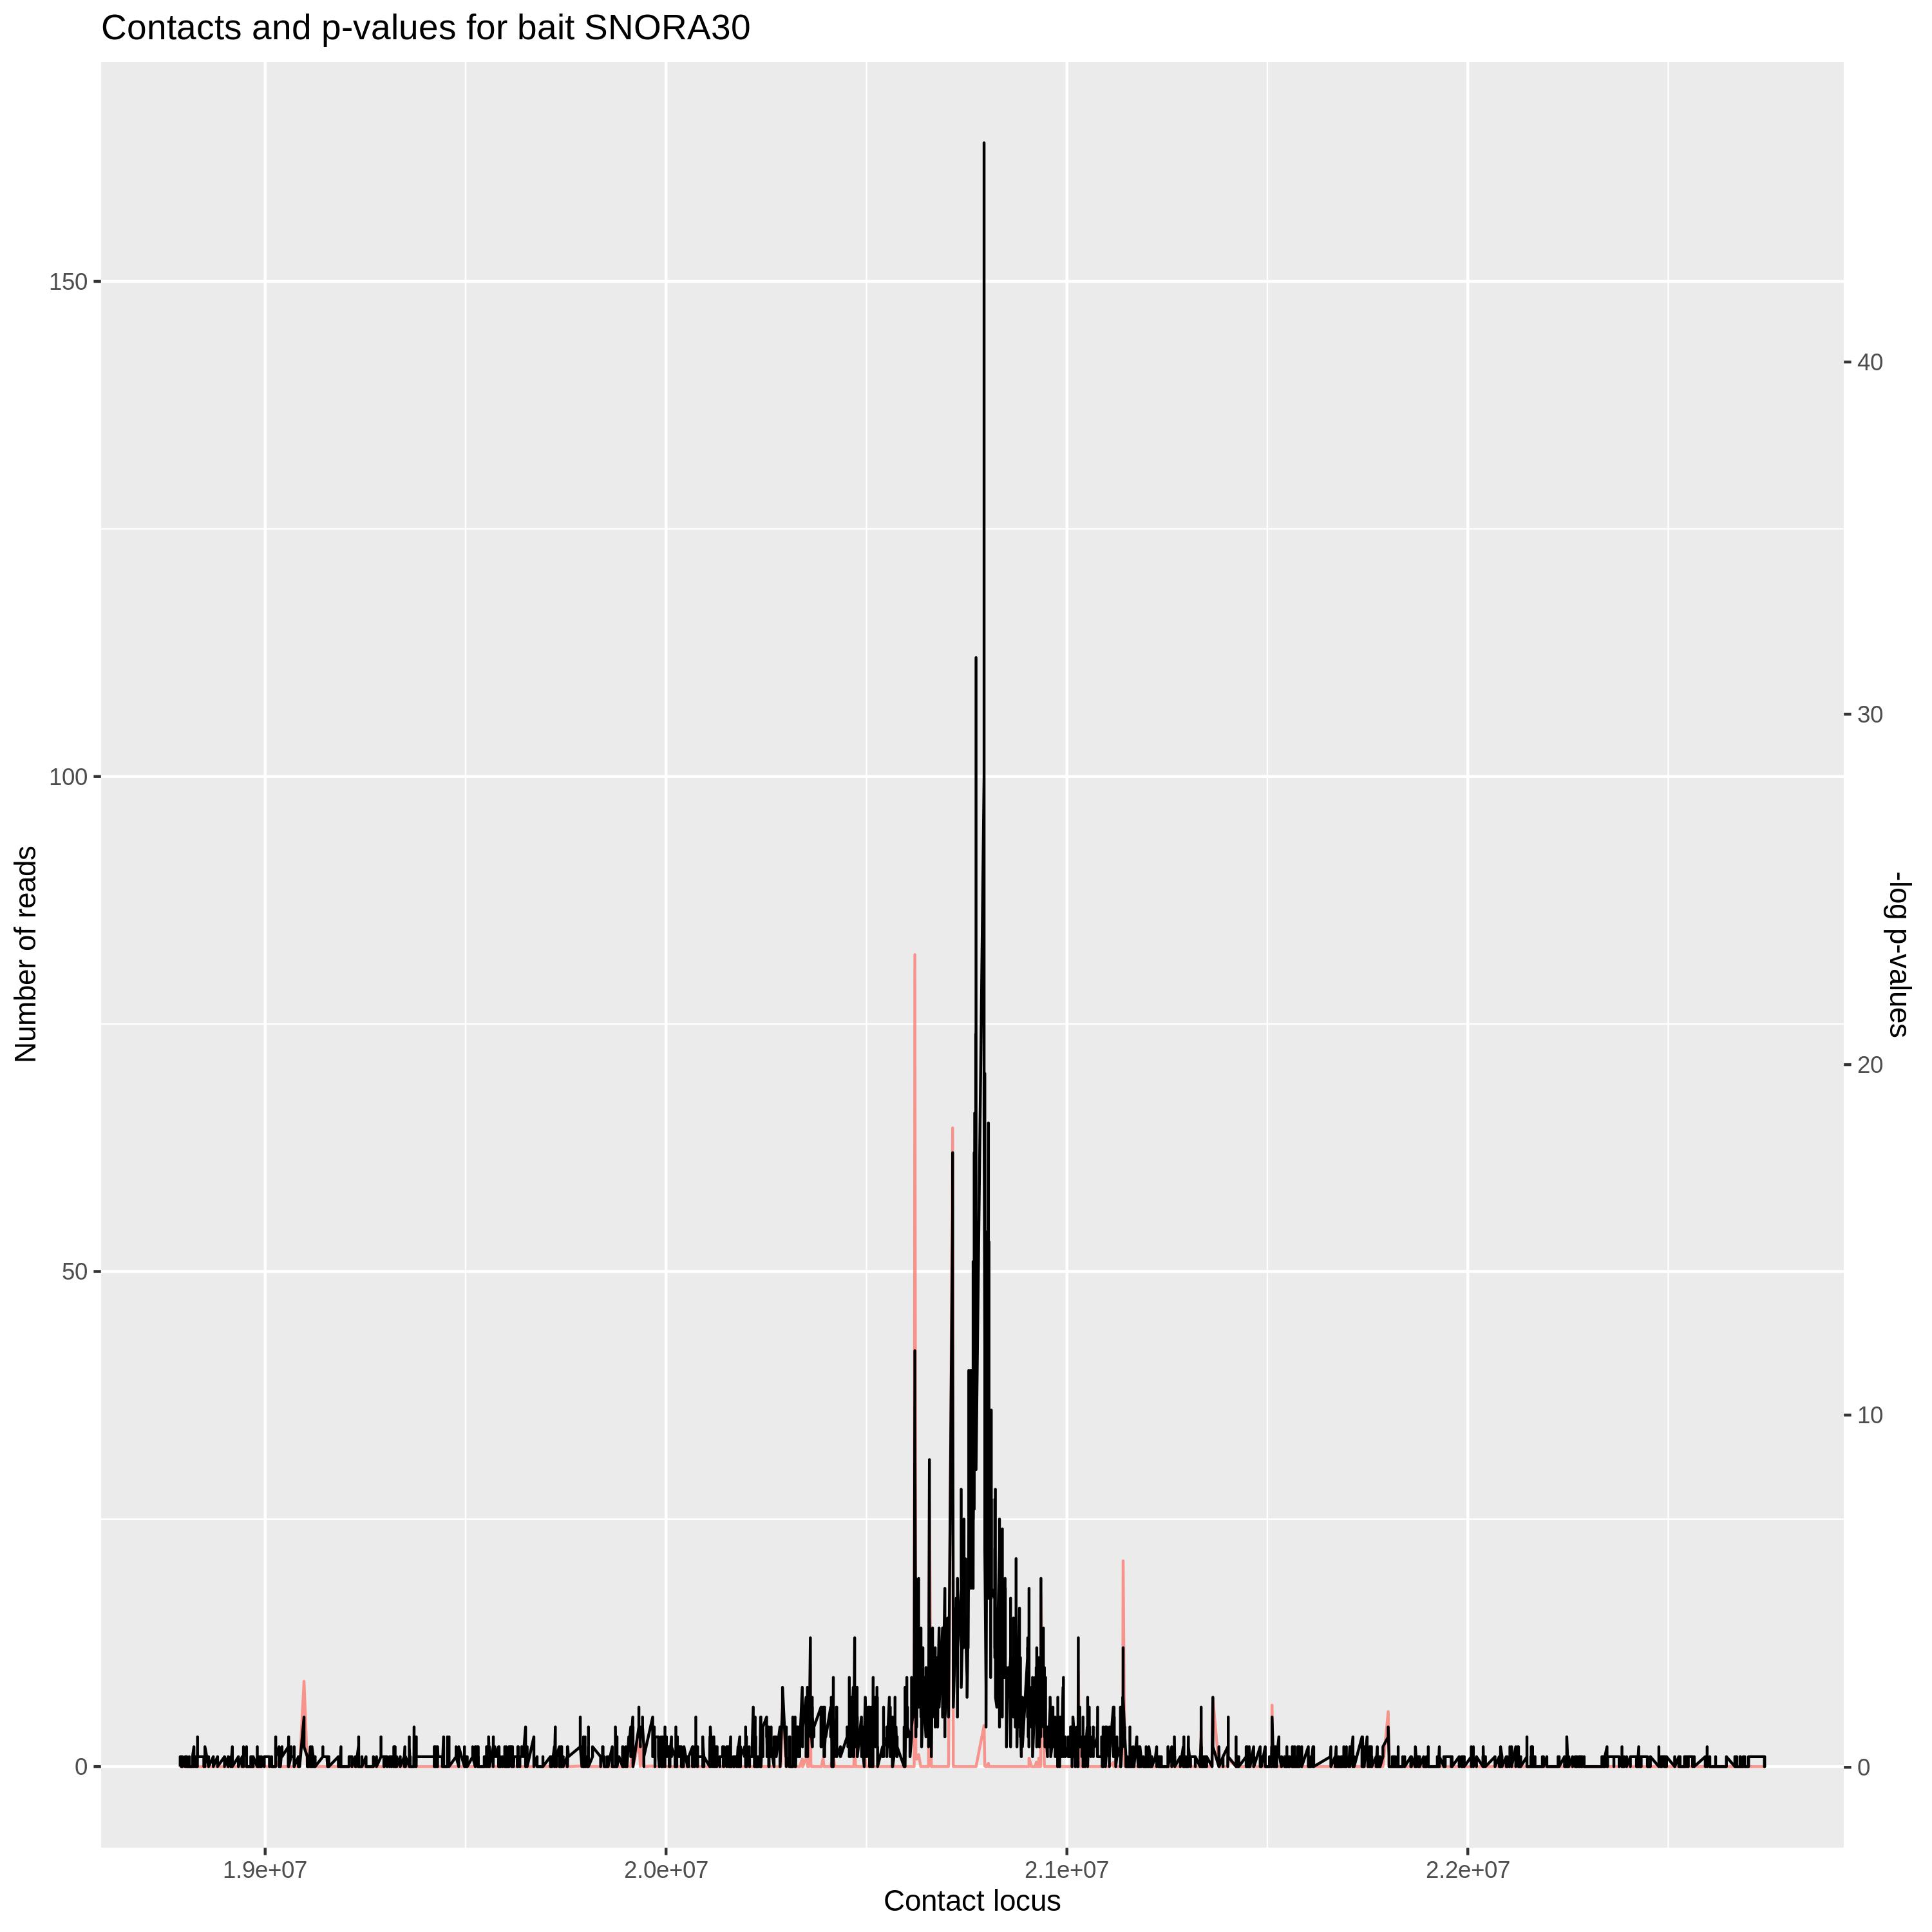 Contacts and p-values for bait SNORA30
150
100
50
0
40
30
20
10
0
1.9e+07
2.0e+07
2.1e+07
2.2e+07
Contact locus
Number of reads
-log p-values